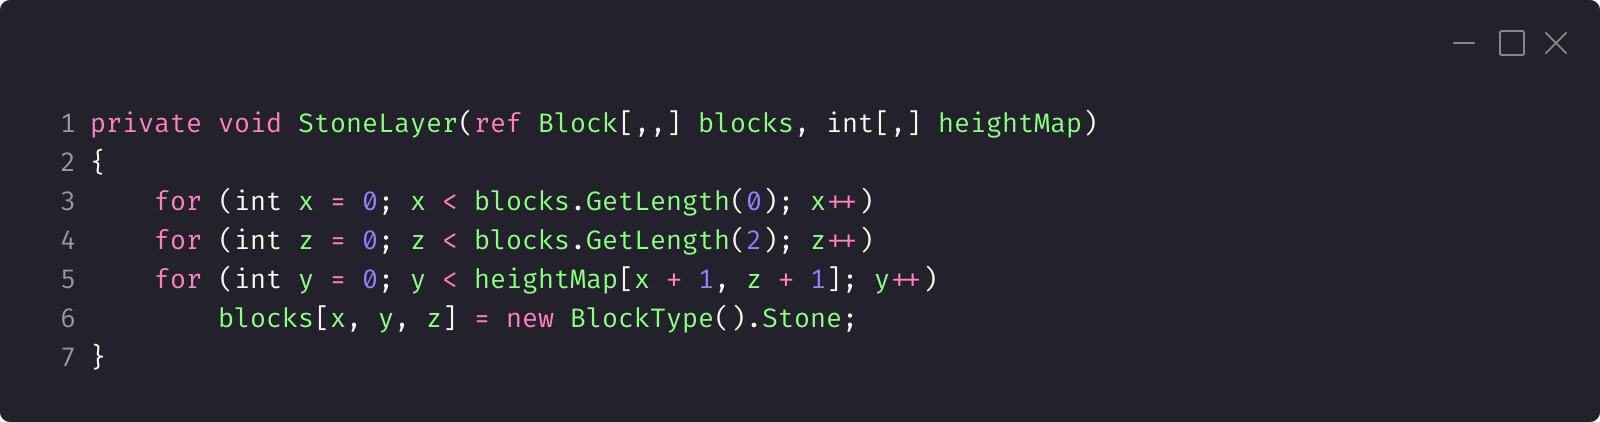 1 private void StoneLayer(ref Block[,,] blocks, int[,] heightMap)
2 {
3     for (int x = 0; x < blocks.GetLength(0); x++)
4     for (int z = 0; z < blocks.GetLength(2); z++)
5     for (int y = 0; y < heightMap[x + 1, z + 1]; y++)
6         blocks[x, y, z] = new BlockType().Stone;
7 }